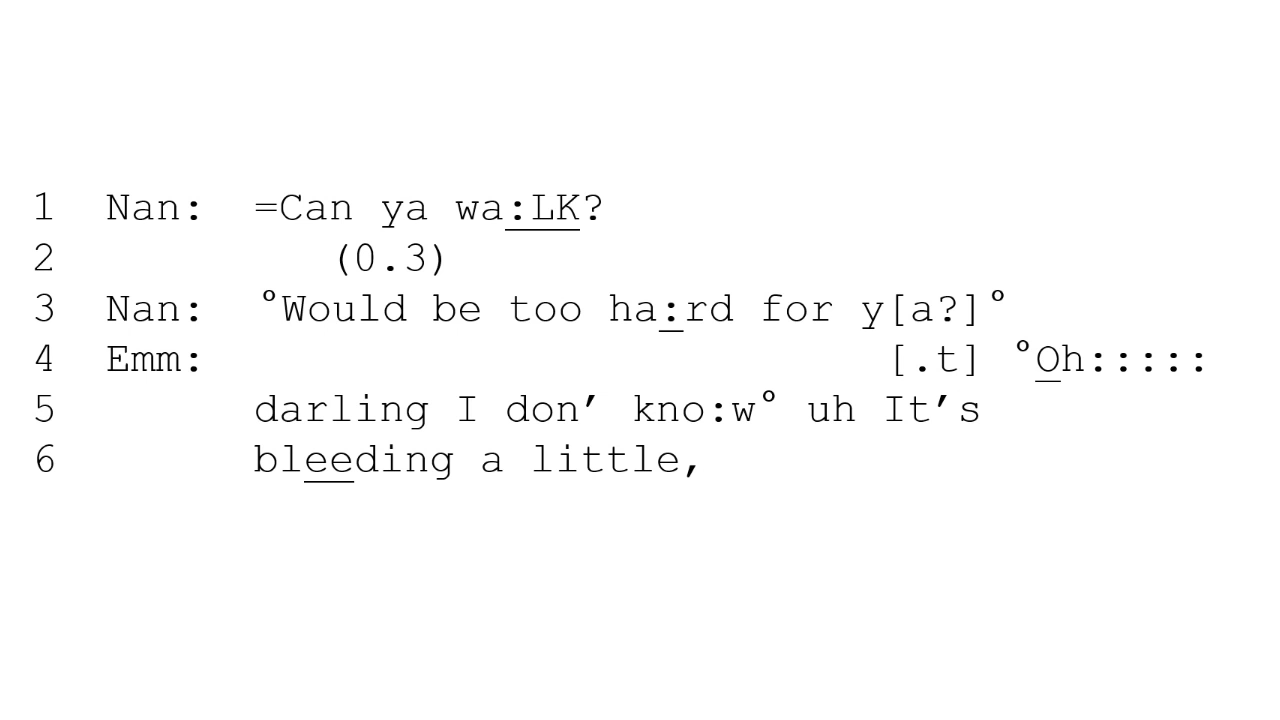 1  Nan:  =Can ya wa:LK?
2           (0.3)
3  Nan:  °Would be too ha:rd for y[a?]°
4  Emm:                           [.t] °Oh:::::
5        darling I don’ kno:w° uh It’s
6        bleeding a little,